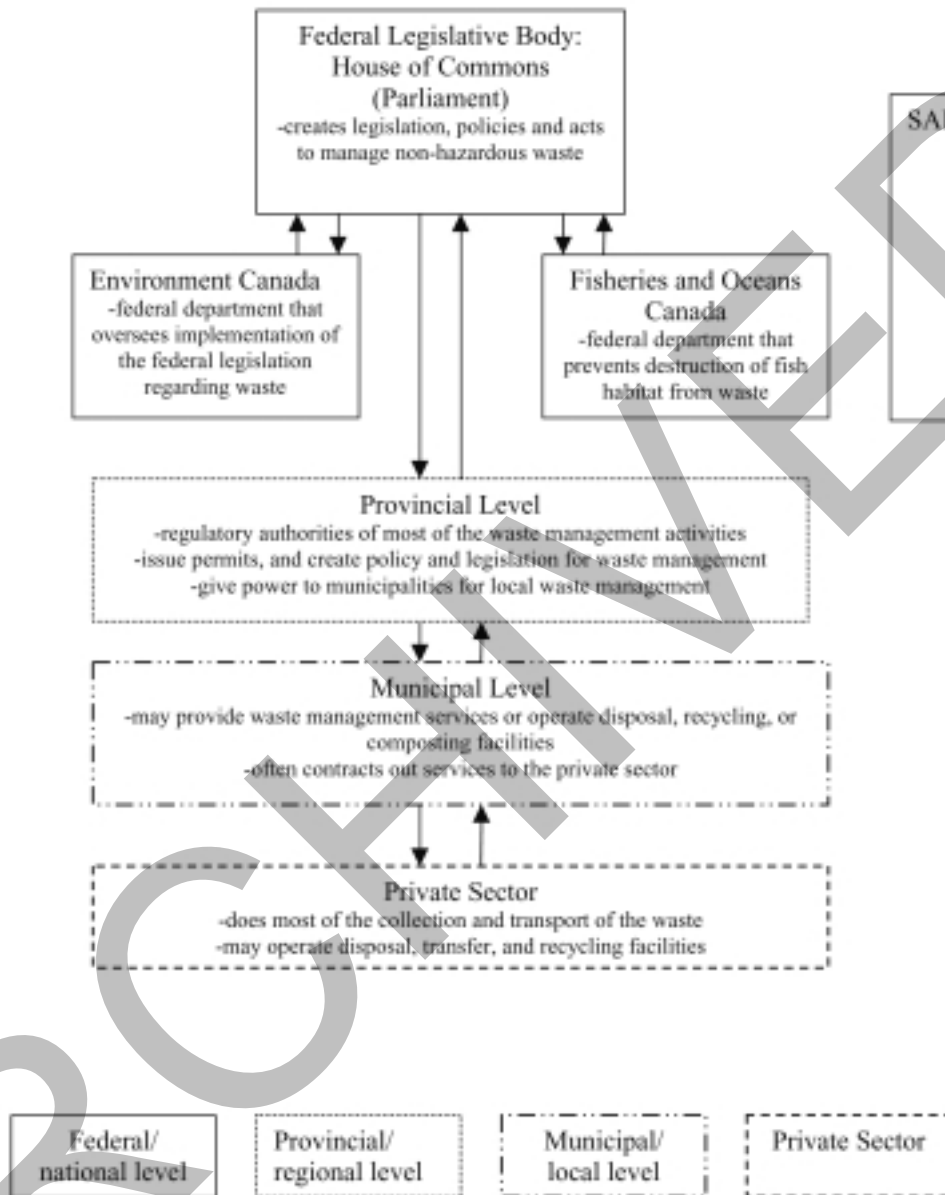 Federal Legislative Body:
House of Commons
(Parliament)
-creates legislation, policies and acts
to manage non-hazardous waste
Environment Canada
-federal department that
oversees implementation of
the federal legislation
regarding waste
Fisheries and Oceans
Canada
-federal department that
prevents destruction of fish
habitat from waste
Provincial Level
-regulatory authorities of most of the waste management activities
-issue permits, and create policy and legislation for waste management
-give power to municipalities for local waste management
Municipal Level
-may provide waste management services or operate disposal, recycling, or
composting facilities
-often contracts out services to the private sector
Private Sector
-does most of the collection and transport of the waste
-may operate disposal, transfer, and recycling facilities
Federal/
national level
Provincial/
regional level
Municipal/
local level
Private Sector
RCHIVED